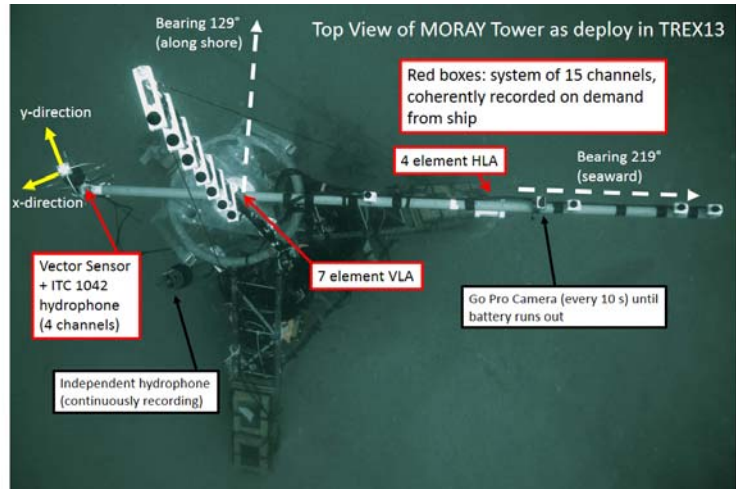 Top View of MORAY Tower as deploy in TREX13
Bearing 129°
(along shore)
Red boxes: system of 15 channels,
coherently recorded on demand
from ship
y-direction
4 element HLA
Bearing 219°
(seaward)
x-direction
Vector Sensor
+ ITC 1042
hydrophone
(4 channels)
7 element VLA
Go Pro Camera (every 10 s) until
battery runs out
Independent hydrophone
(continuously recording)